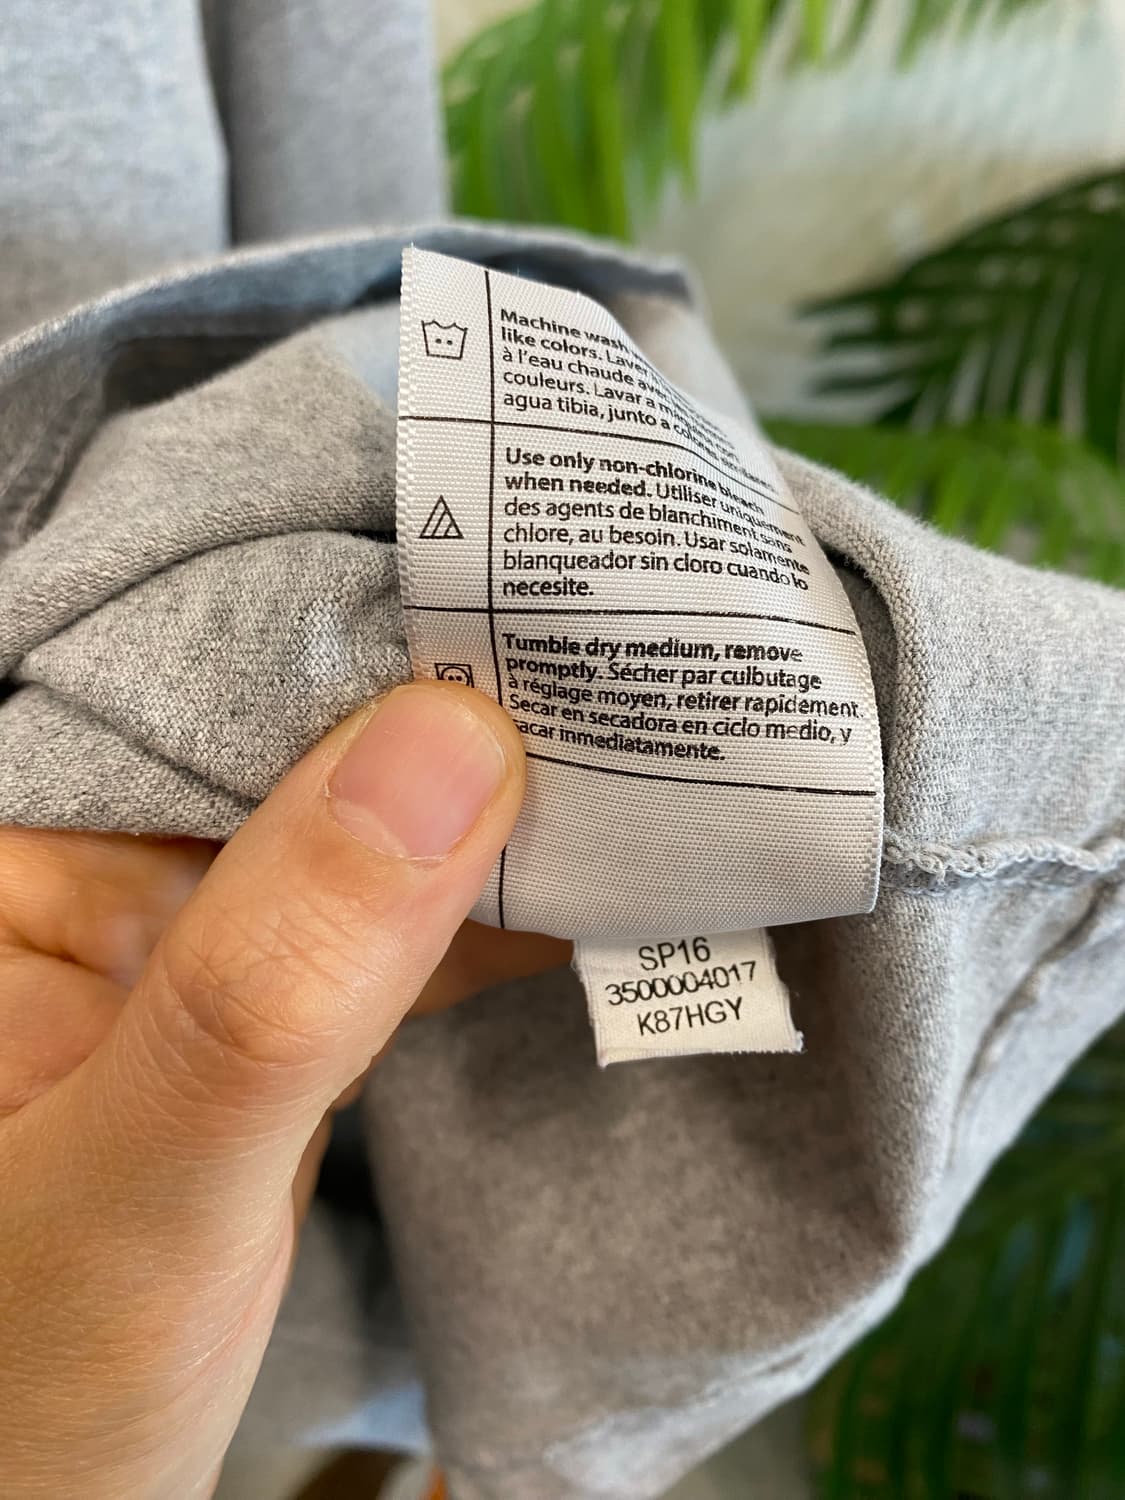 Machine wash
like colors. Laver
à l'eau chaude
couleurs. Lavar a
agua tibia, junto a
Use only non-chlorine bleach
when needed. Utiliser uniquement
des agents de blanchiment sans
chlore, au besoin. Usar solamente
blanqueador sin cloro cuando lo
necesite.
Tumble dry medium, remove
promptly. Sécher par culbutage
à réglage moyen, retirer rapidement.
Secar en secadora en ciclo medio, y
sacar inmediatamente.
SP16
3500004017
K87HGY